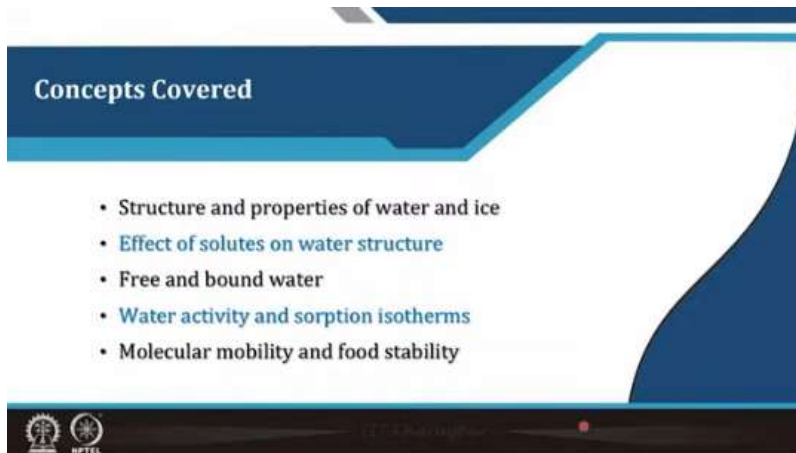 Concepts Covered
• Structure and properties of water and ice
• Effect of solutes on water structure
• Free and bound water
• Water activity and sorption isotherms
• Molecular mobility and food stability
NPTEL